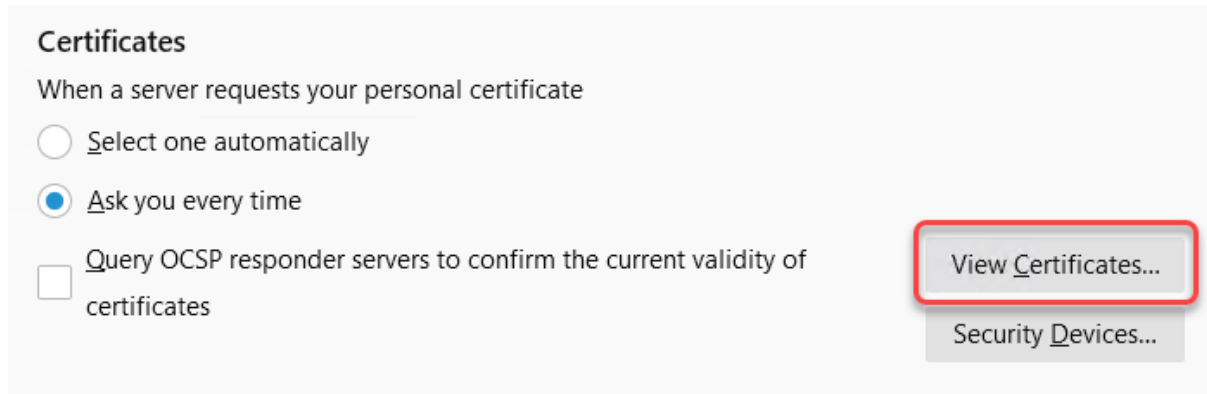 Certificates
When a server requests your personal certificate
Select one automatically
Ask you every time
Query OCSP responder servers to confirm the current validity of
certificates
View Certificates...
Security Devices...